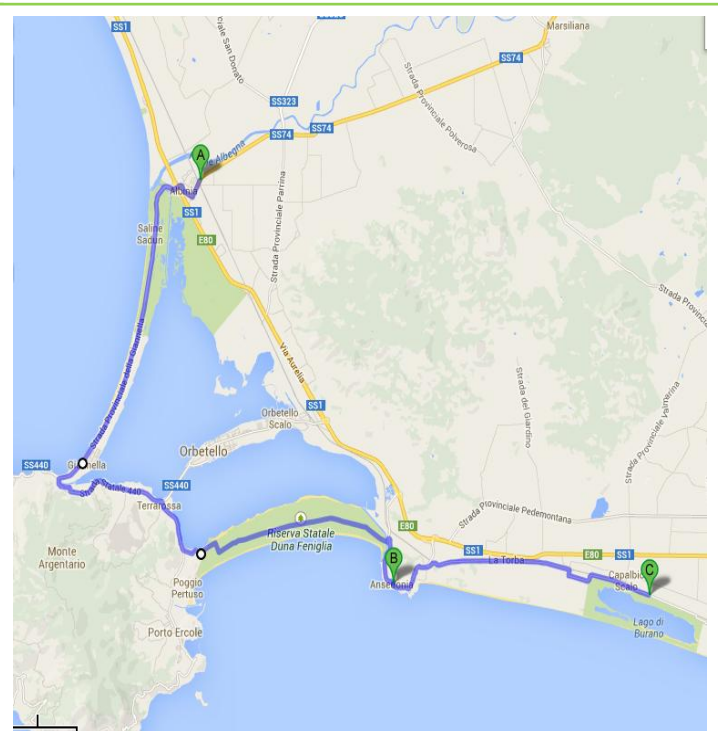 SS1
Marsiliana
SS74
Strada Provinciale Polverosa
SS323
SS74
SS74
Albegna
A
Albinia
SS1
Saline
Sadun
E80
Strada Provinciale Parrina
Strada Provinciale della Giannella
Via Aurelia
Strada Provinciale Valmerina
Strada del Giardino
SS1
Orbetello
Scalo
Orbetello
SS440
Giannella
SS440
Strada Statale 440
Terrarossa
Strada Provinciale Pedemontana
E80
Riserva Statale
Duna Feniglia
B
Ansedonia
SS1
La Torba
E80
SS1
C
Capalbio
Scalo
Monte
Argentario
Poggio
Pertuso
Lago di
Burano
Porto Ercole